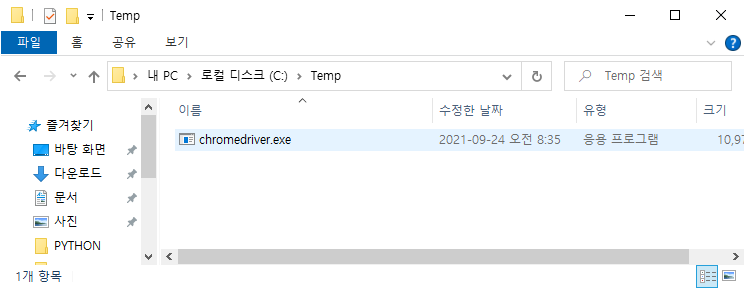 Temp
파일 홈 공유 보기
내 PC 로컬 디스크 (C:) Temp Temp 검색
이름 수정한 날짜 유형 크기
즐겨찾기
chromedriver.exe 2021-09-24 오전 8:35 응용 프로그램 10,97
바탕 화면
다운로드
문서
사진
PYTHON
1개 항목